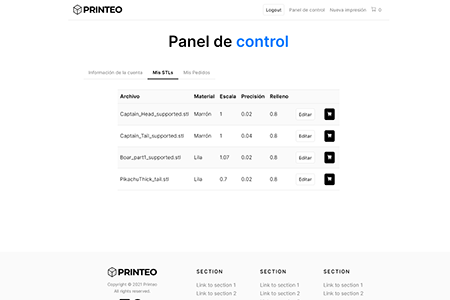 PRINTEO
Logout Panel de control Nueva impresión 0
Panel de control
Información de la cuenta Mis STLs Mis Pedidos
Archivo Material Escala Precisión Relleno
Captain_Head_supported.stl Marrón 1 0.02 0.8 Editar
Captain_Tail_supported.stl Marrón 1 0.04 0.8 Editar
Boar_part1_supported.stl Lila 1.07 0.02 0.8 Editar
PikachuThick_tail.stl Lila 0.7 0.02 0.8 Editar
PRINTEO SECTION SECTION SECTION
Copyright © 2021 Printeo Link to section 1 Link to section 1 Link to section 1
All rights reserved Link to section 2 Link to section 2 Link to section 2